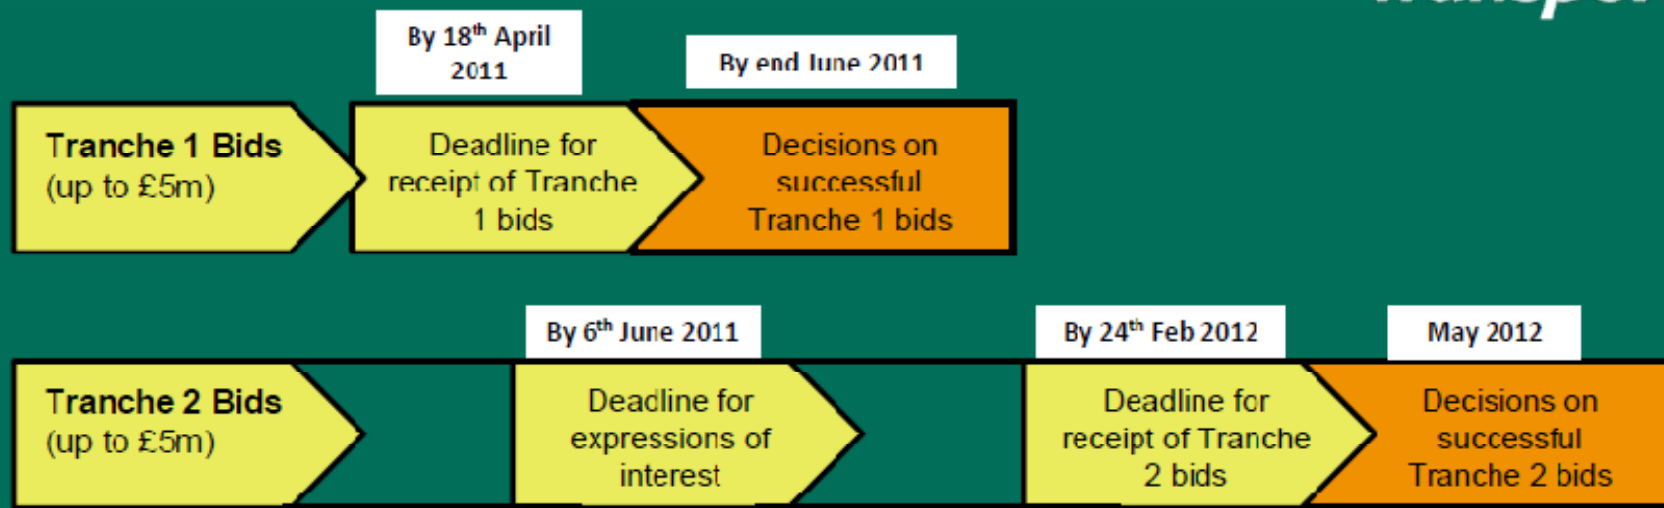 By 18th April
2011
By end June 2011
Tranche 1 Bids
(up to £5m)
Deadline for
receipt of Tranche
1 bids
Decisions on
successful
Tranche 1 bids
By 6th June 2011
By 24th Feb 2012
May 2012
Tranche 2 Bids
(up to £5m)
Deadline for
expressions of
interest
Deadline for
receipt of Tranche
2 bids
Decisions on
successful
Tranche 2 bids